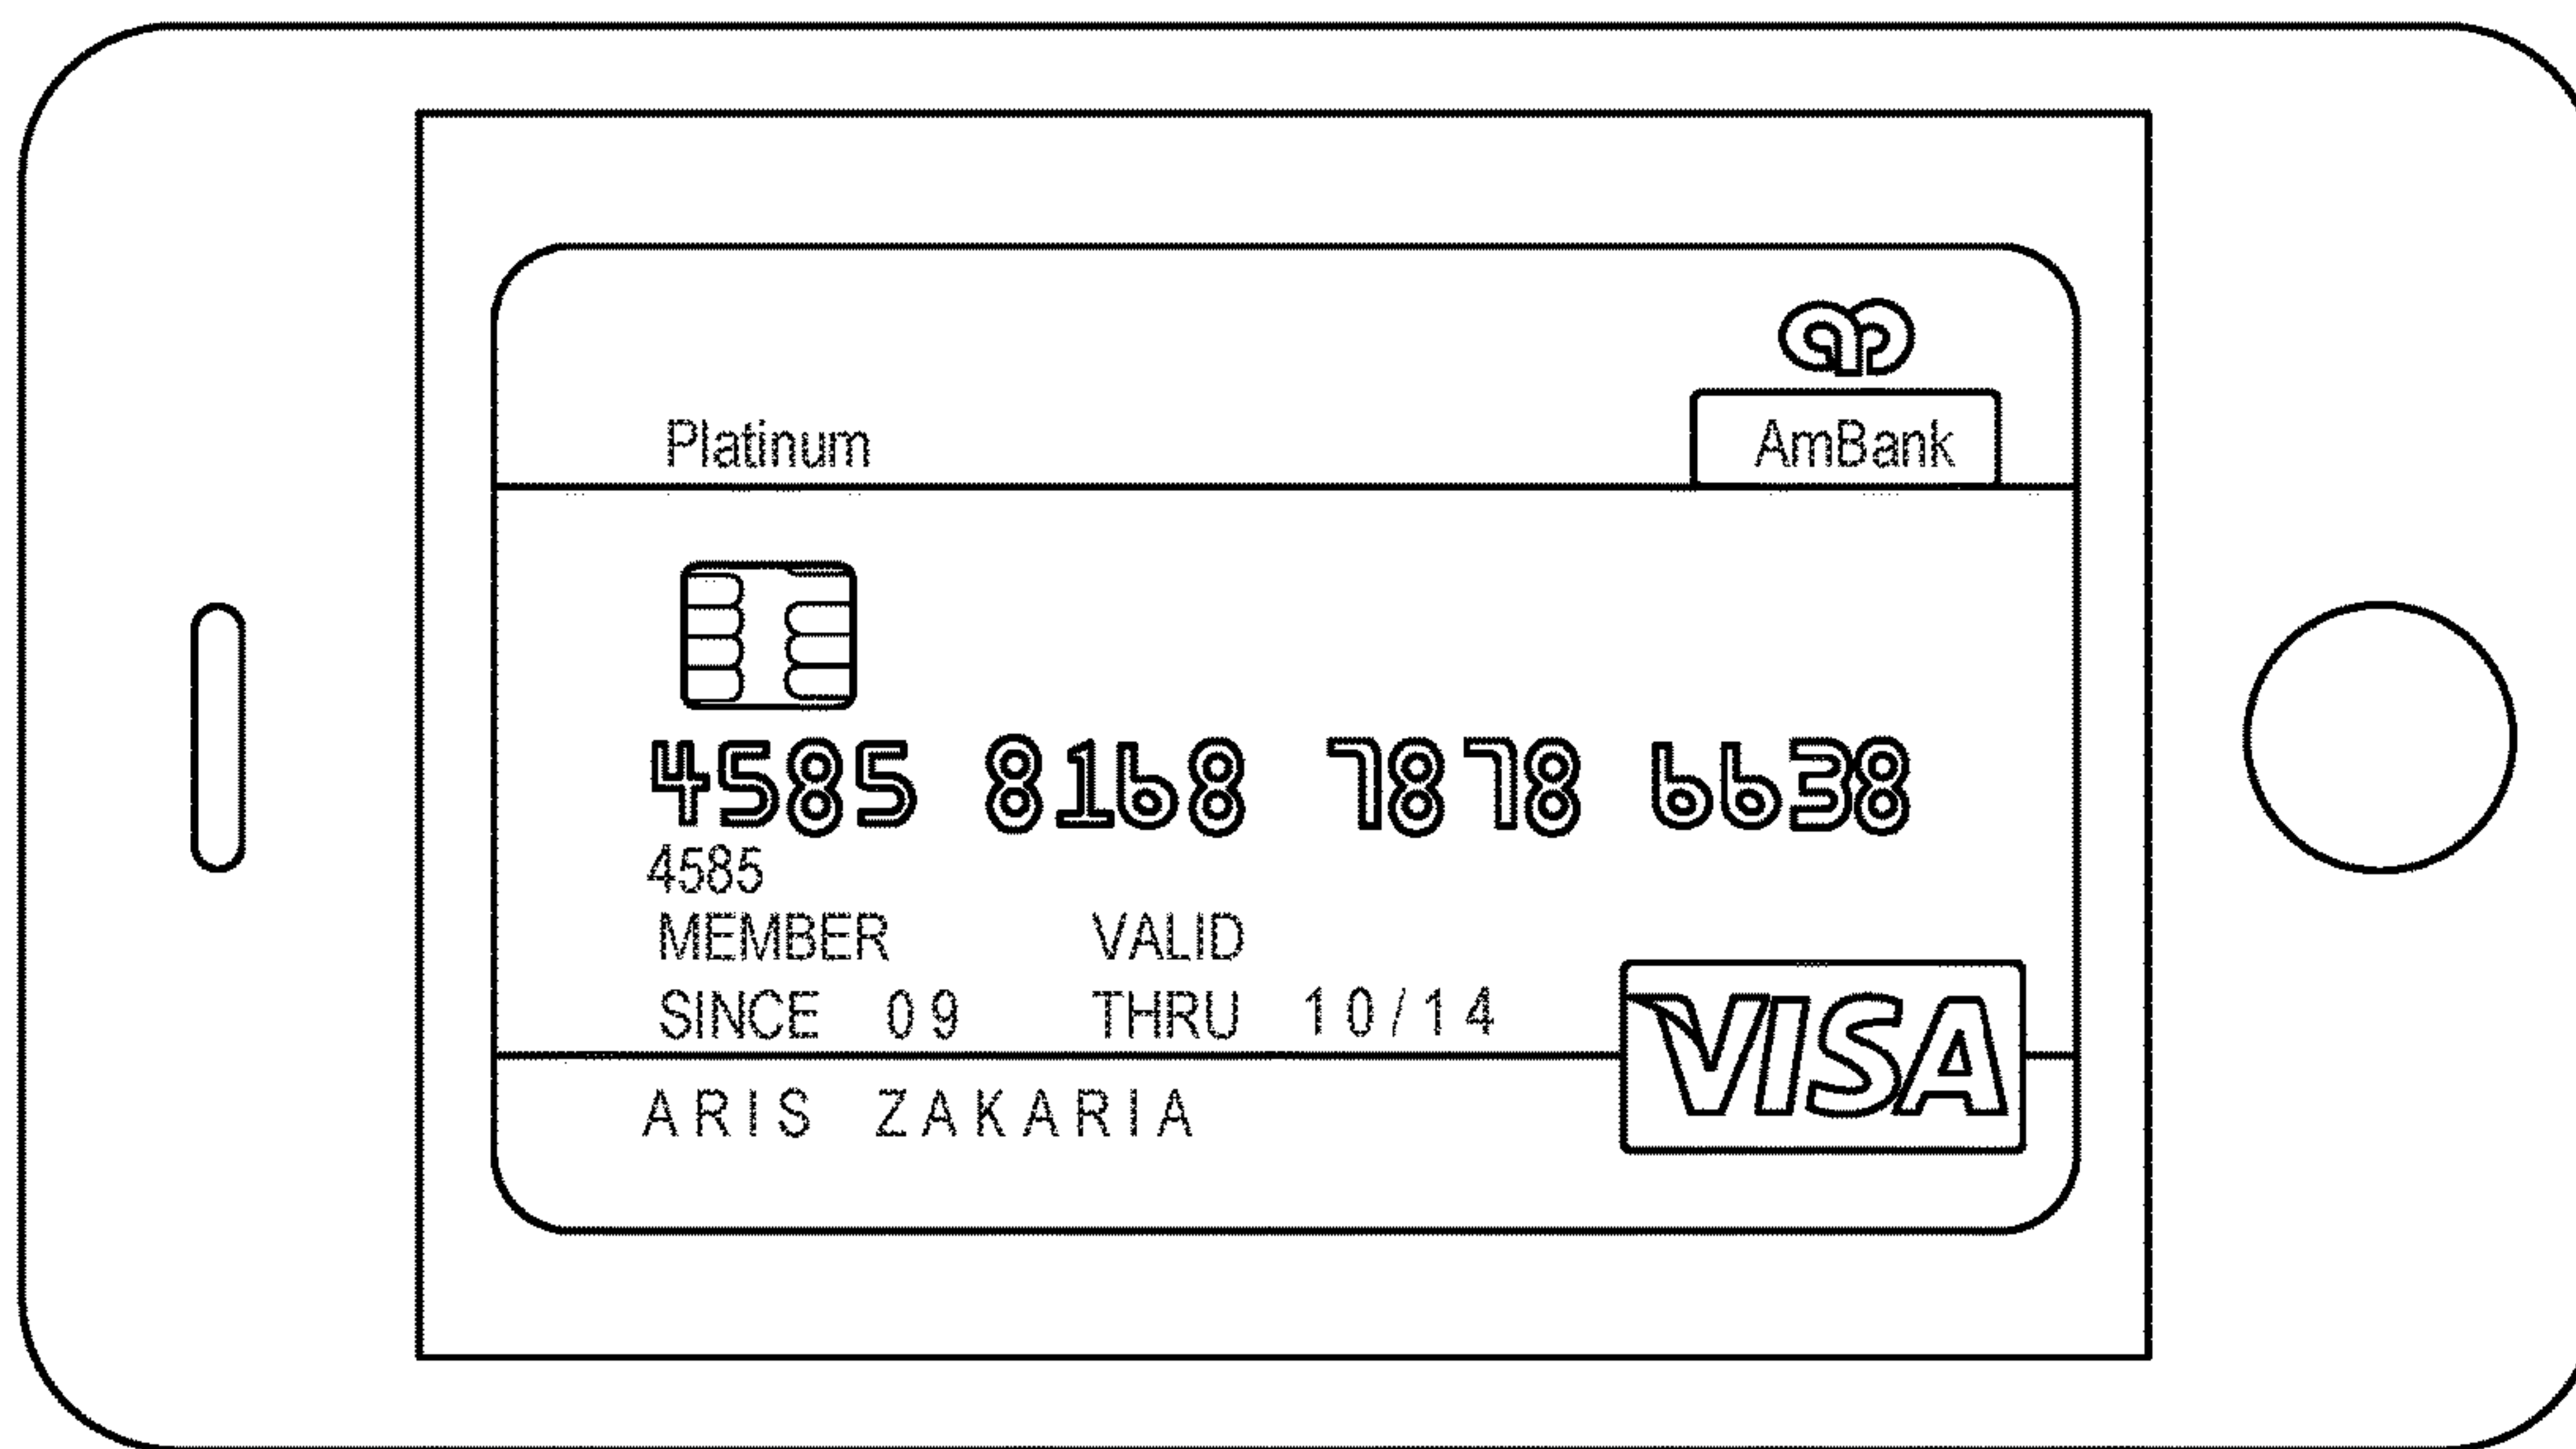 Platinum
AmBank
4585 8168 7878 6638
4585
MEMBER VALID
SINCE 09 THRU 10/14
VISA
ARIS ZAKARIA